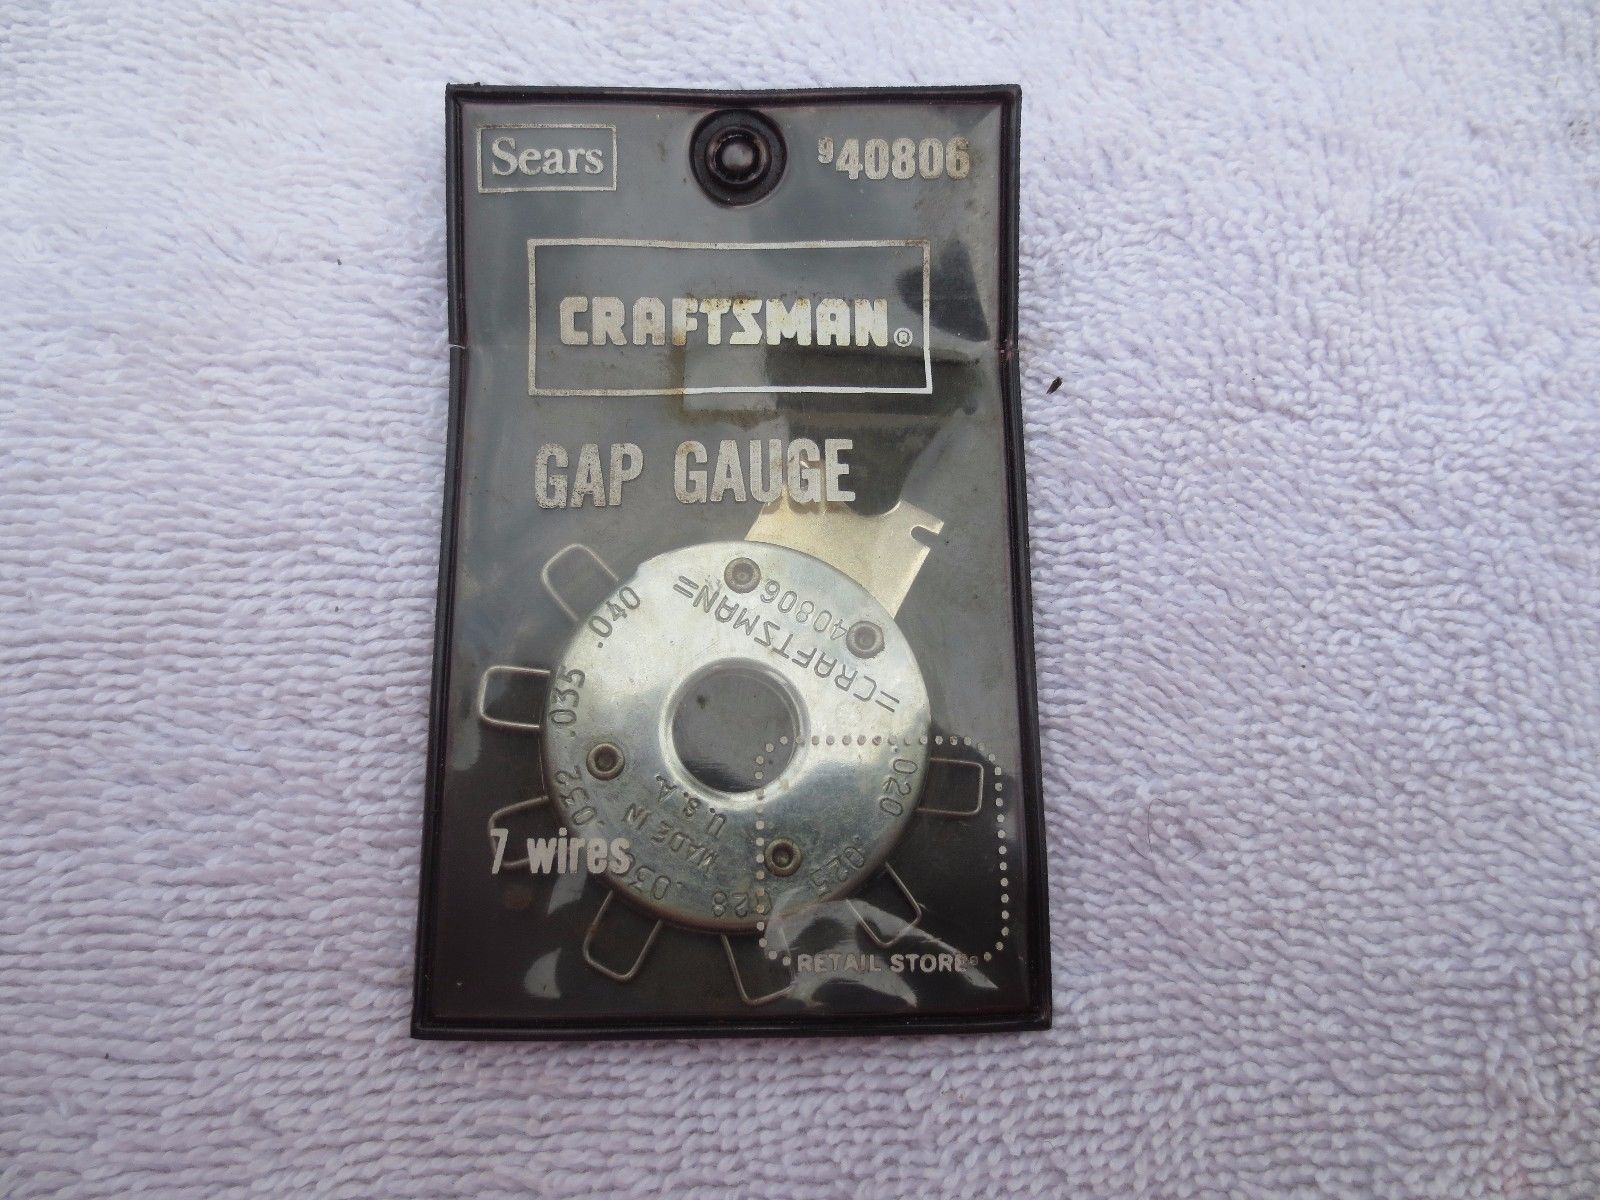 Sears
940806
CRAFTSMAN®
GAP GAUGE
=CRAFTSMAN=
40806
.040
.035
.032
.030
.028
.025
.020
MADE IN
U.S.A.
7 wires
RETAIL STORE